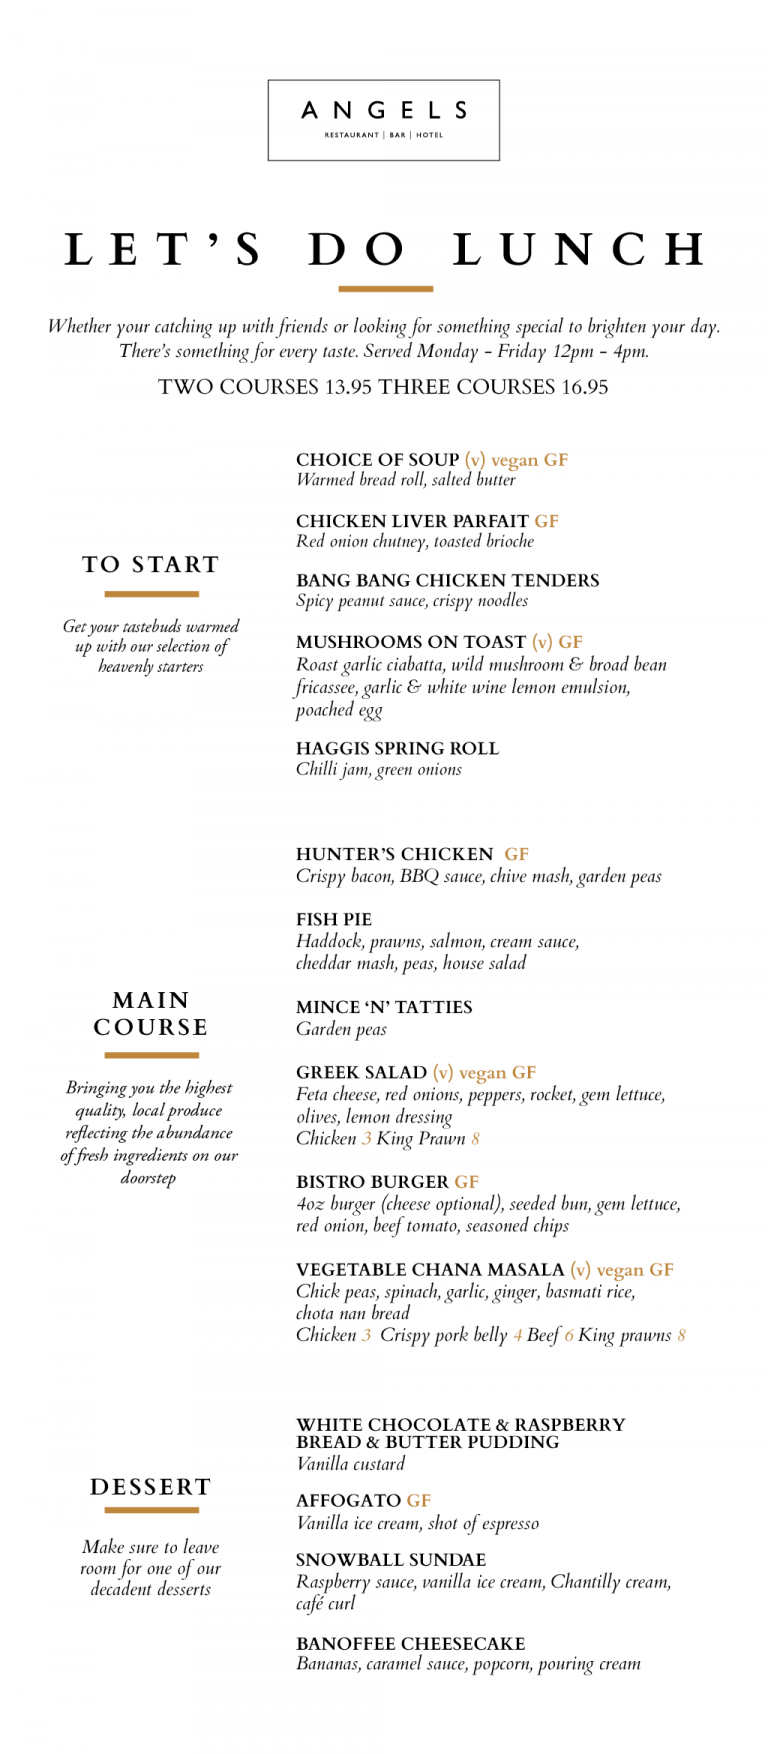 ANGELS
RESTAURANT | BAR | HOTEL
LET'S DO LUNCH
Whether your catching up with friends or looking for something special to brighten your day.
There's something for every taste. Served Monday - Friday 12pm - 4pm.
TWO COURSES 13.95 THREE COURSES 16.95
TO START
Get your tastebuds warmed
up with our selection of
heavenly starters
CHOICE OF SOUP (v) vegan GF
Warmed bread roll, salted butter
CHICKEN LIVER PARFAIT GF
Red onion chutney, toasted brioche
BANG BANG CHICKEN TENDERS
Spicy peanut sauce, crispy noodles
MUSHROOMS ON TOAST (v) GF
Roast garlic ciabatta, wild mushroom & broad bean
fricassee, garlic & white wine lemon emulsion,
poached egg
HAGGIS SPRING ROLL
Chilli jam, green onions
MAIN
COURSE
Bringing you the highest
quality, local produce
reflecting the abundance
of fresh ingredients on our
doorstep
HUNTER'S CHICKEN GF
Crispy bacon, BBQ sauce, chive mash, garden peas
FISH PIE
Haddock, prawns, salmon, cream sauce,
cheddar mash, peas, house salad
MINCE 'N' TATTIES
Garden peas
GREEK SALAD (v) vegan GF
Feta cheese, red onions, peppers, rocket, gem lettuce,
olives, lemon dressing
Chicken 3 King Prawn 8
BISTRO BURGER GF
4oz burger (cheese optional), seeded bun, gem lettuce,
red onion, beef tomato, seasoned chips
VEGETABLE CHANA MASALA (v) vegan GF
Chick peas, spinach, garlic, ginger, basmati rice,
chota nan bread
Chicken 3 Crispy pork belly 4 Beef 6 King prawns 8
DESSERT
Make sure to leave
room for one of our
decadent desserts
WHITE CHOCOLATE & RASPBERRY
BREAD & BUTTER PUDDING
Vanilla custard
AFFOGATO GF
Vanilla ice cream, shot of espresso
SNOWBALL SUNDAE
Raspberry sauce, vanilla ice cream, Chantilly cream,
café curl
BANOFFEE CHEESECAKE
Bananas, caramel sauce, popcorn, pouring cream